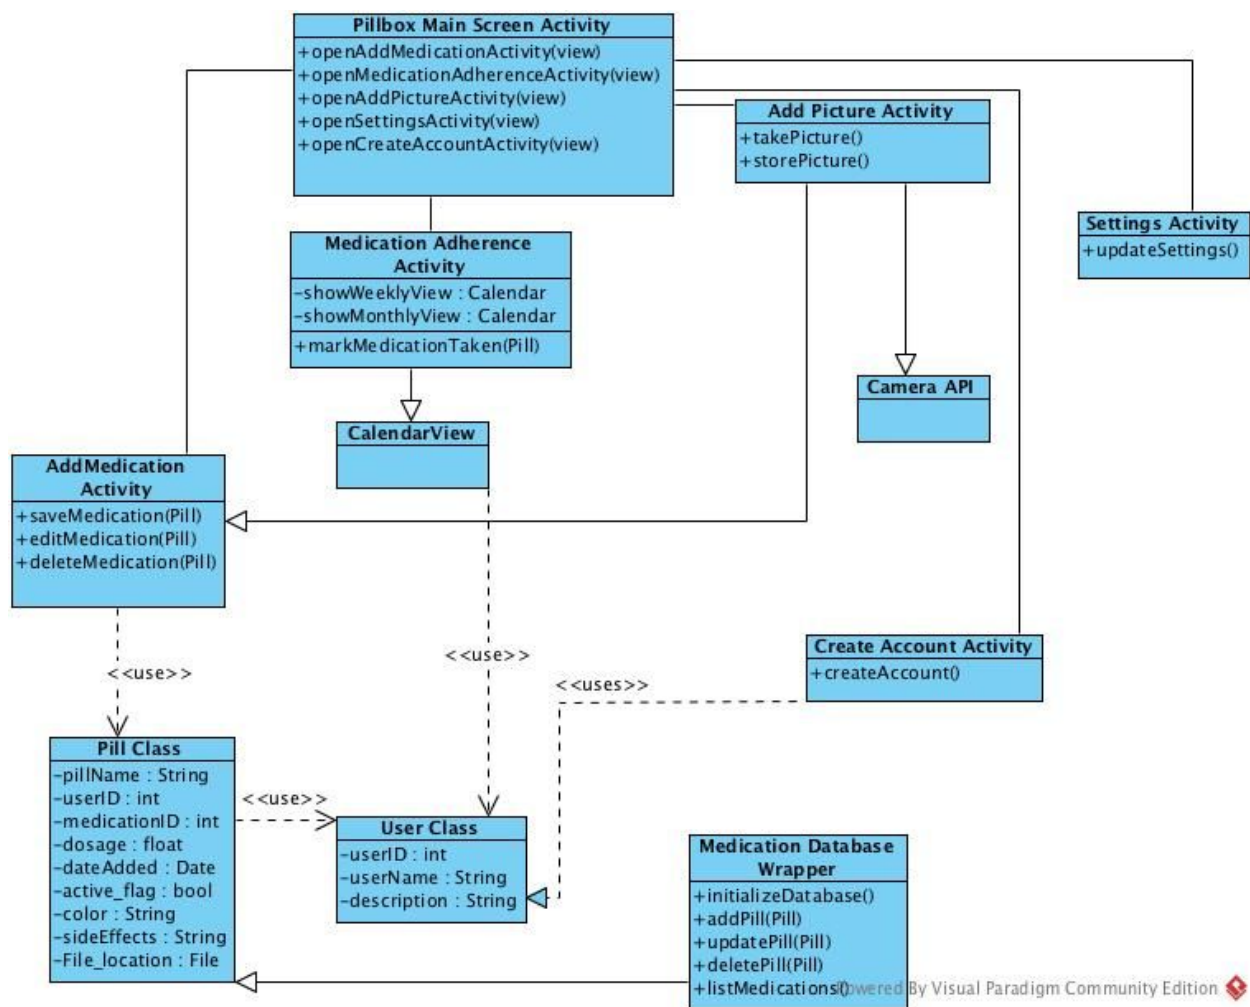 Pillbox Main Screen Activity
+openAddMedicationActivity(view)
+openMedicationAdherenceActivity(view)
+openAddPictureActivity(view)
+openSettingsActivity(view)
+openCreateAccountActivity(view)
Add Picture Activity
+takePicture()
+storePicture()
Settings Activity
+updateSettings()
Medication Adherence
Activity
-showWeeklyView : Calendar
-showMonthlyView : Calendar
+markMedicationTaken(Pill)
Camera API
CalendarView
AddMedication
Activity
+saveMedication(Pill)
+editMedication(Pill)
+deleteMedication(Pill)
<<use>>
<<use>>
<<uses>>
Create Account Activity
+createAccount()
Pill Class
-pillName : String
-userID : int
-medicationID : int
-dosage : float
-dateAdded : Date
-active_flag : bool
-color : String
-sideEffects : String
-File_location : File
<<use>>
User Class
-userID : int
-userName : String
-description : String
Medication Database
Wrapper
+initializeDatabase()
+addPill(Pill)
+updatePill(Pill)
+deletePill(Pill)
+listMedications()
Powered By Visual Paradigm Community Edition